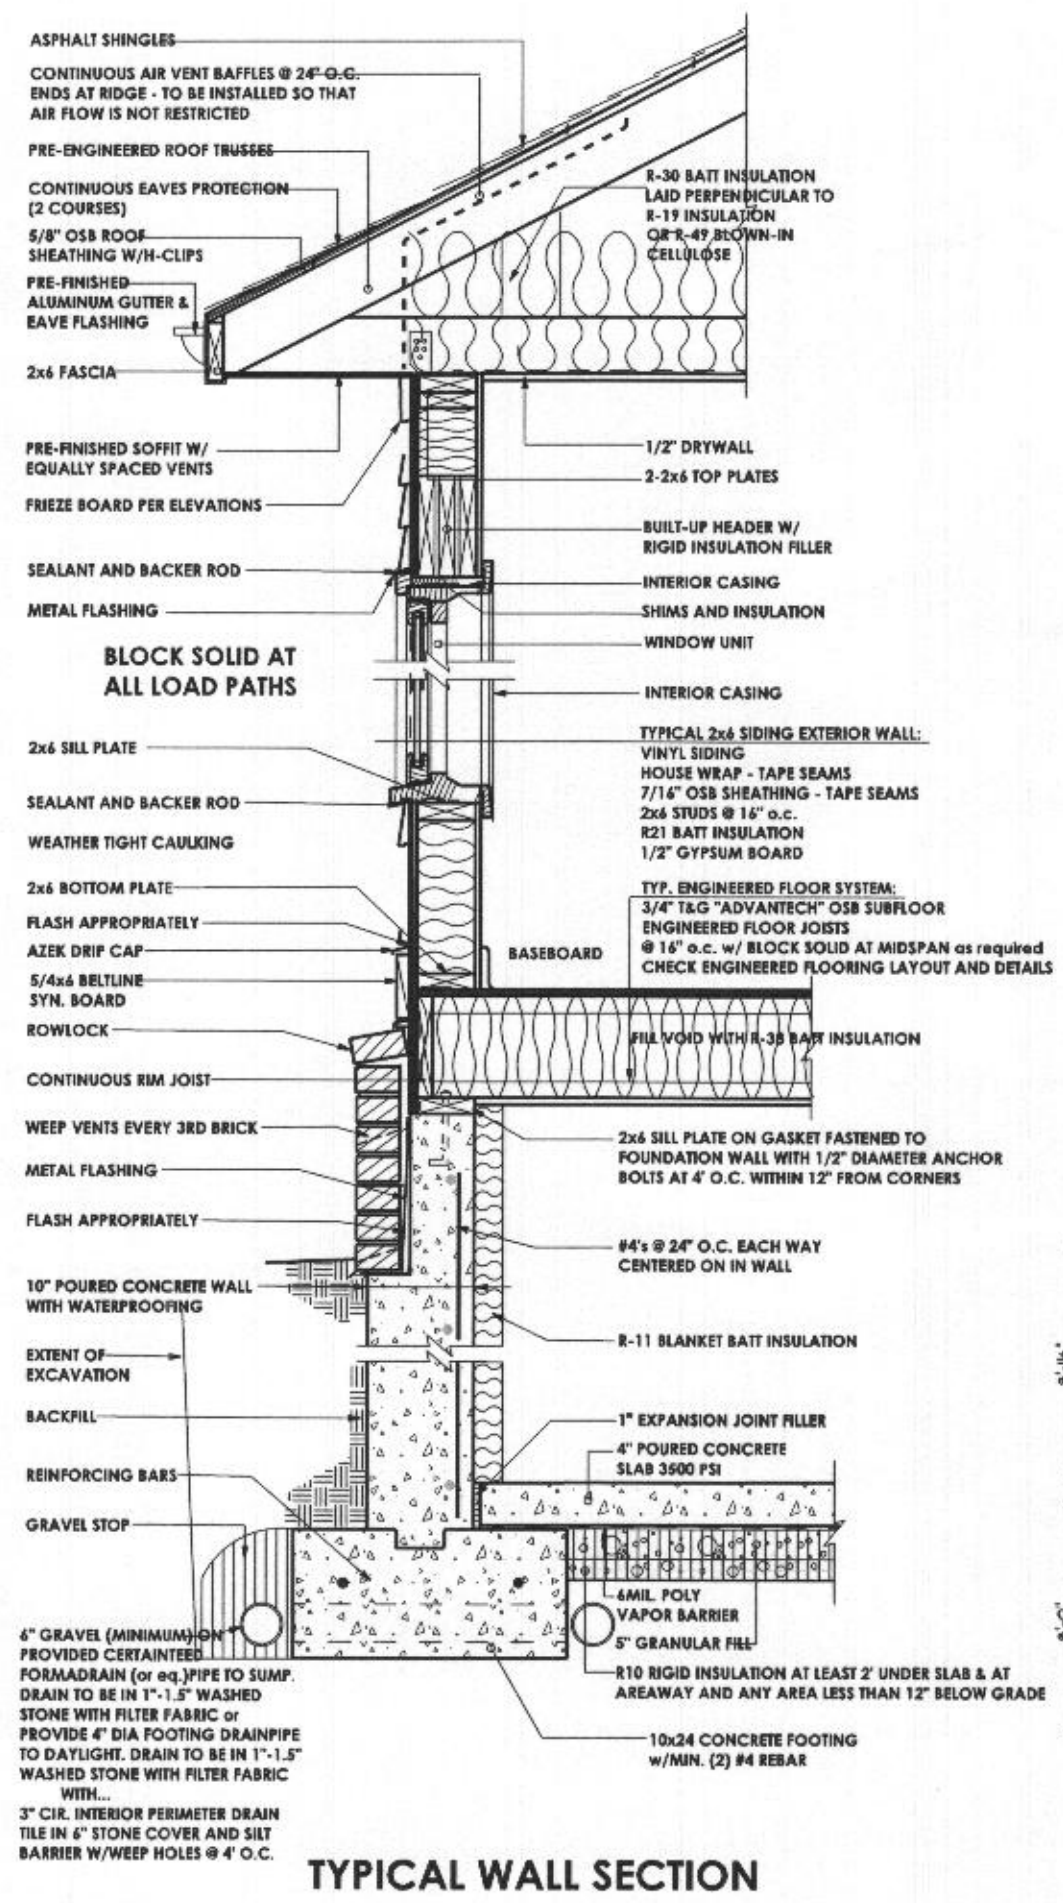 ASPHALT SHINGLES
CONTINUOUS AIR VENT BAFFLES @ 24" O.C.
ENDS AT RIDGE - TO BE INSTALLED SO THAT
AIR FLOW IS NOT RESTRICTED
PRE-ENGINEERED ROOF TRUSSES
CONTINUOUS EAVES PROTECTION
(2 COURSES)
5/8" OSB ROOF
SHEATHING W/H-CLIPS
PRE-FINISHED
ALUMINUM GUTTER &
EAVE FLASHING
2x6 FASCIA
PRE-FINISHED SOFFIT W/
EQUALLY SPACED VENTS
FRIEZE BOARD PER ELEVATIONS
SEALANT AND BACKER ROD
METAL FLASHING
BLOCK SOLID AT
ALL LOAD PATHS
2x6 SILL PLATE
SEALANT AND BACKER ROD
WEATHER TIGHT CAULKING
2x6 BOTTOM PLATE
FLASH APPROPRIATELY
AZEK DRIP CAP
5/4x6 BELTLINE
SYN. BOARD
ROWLOCK
CONTINUOUS RIM JOIST
WEEP VENTS EVERY 3RD BRICK
METAL FLASHING
FLASH APPROPRIATELY
10" POURED CONCRETE WALL
WITH WATERPROOFING
EXTENT OF
EXCAVATION
BACKFILL
REINFORCING BARS
GRAVEL STOP
6" GRAVEL (MINIMUM) ON
PROVIDED CERTAINTEED
FORMADRAIN (or eq.)PIPE TO SUMP.
DRAIN TO BE IN 1"-1.5" WASHED
STONE WITH FILTER FABRIC or
PROVIDE 4" DIA FOOTING DRAINPIPE
TO DAYLIGHT. DRAIN TO BE IN 1"-1.5"
WASHED STONE WITH FILTER FABRIC
WITH...
3" CIR. INTERIOR PERIMETER DRAIN
TILE IN 6" STONE COVER AND SILT
BARRIER W/WEEP HOLES @ 4' O.C.
R-30 BATT INSULATION
LAID PERPENDICULAR TO
R-19 INSULATION
OR R-49 BLOWN-IN
CELLULOSE
1/2" DRYWALL
2-2x6 TOP PLATES
BUILT-UP HEADER W/
RIGID INSULATION FILLER
INTERIOR CASING
SHIMS AND INSULATION
WINDOW UNIT
INTERIOR CASING
TYPICAL 2x6 SIDING EXTERIOR WALL:
VINYL SIDING
HOUSE WRAP - TAPE SEAMS
7/16" OSB SHEATHING - TAPE SEAMS
2x6 STUDS @ 16" o.c.
R21 BATT INSULATION
1/2" GYPSUM BOARD
TYP. ENGINEERED FLOOR SYSTEM:
3/4" T&G "ADVANTECH" OSB SUBFLOOR
ENGINEERED FLOOR JOISTS
@ 16" o.c. w/ BLOCK SOLID AT MIDSPAN as required
CHECK ENGINEERED FLOORING LAYOUT AND DETAILS
BASEBOARD
FILL VOID WITH R-38 BATT INSULATION
2x6 SILL PLATE ON GASKET FASTENED TO
FOUNDATION WALL WITH 1/2" DIAMETER ANCHOR
BOLTS AT 4' O.C. WITHIN 12" FROM CORNERS
#4's @ 24" O.C. EACH WAY
CENTERED ON IN WALL
R-11 BLANKET BATT INSULATION
1" EXPANSION JOINT FILLER
4" POURED CONCRETE
SLAB 3500 PSI
6MIL. POLY
VAPOR BARRIER
5" GRANULAR FILL
R10 RIGID INSULATION AT LEAST 2' UNDER SLAB & AT
AREAWAY AND ANY AREA LESS THAN 12" BELOW GRADE
10x24 CONCRETE FOOTING
w/MIN. (2) #4 REBAR
TYPICAL WALL SECTION